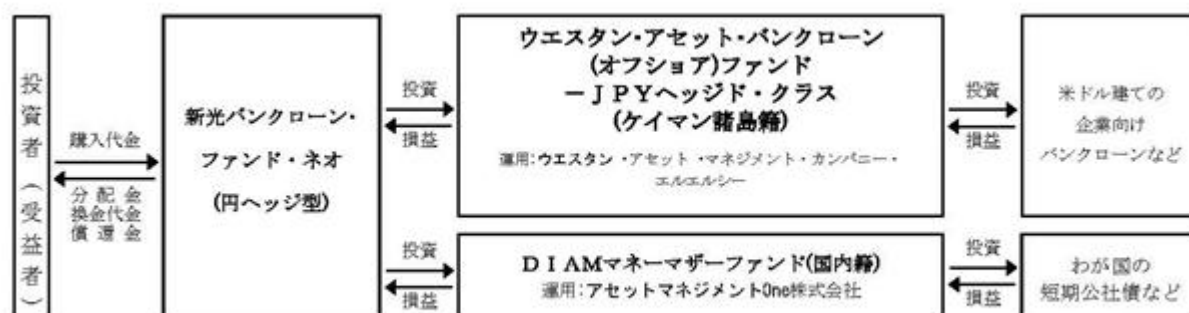 投資者（受益者）
購入代金
分配金
換金代金
償還金
新光バンクローン・
ファンド・ネオ
(円ヘッジ型)
投資
損益
ウエスタン・アセット・バンクローン
(オフショア)ファンド
－ＪＰＹヘッジド・クラス
(ケイマン諸島籍)
運用:ウエスタン・アセット・マネジメント・カンパニー・
エルエルシー
投資
損益
米ドル建ての
企業向け
バンクローンなど
投資
損益
ＤＩＡＭマネーマザーファンド(国内籍)
運用:アセットマネジメントOne株式会社
投資
損益
わが国の
短期公社債など